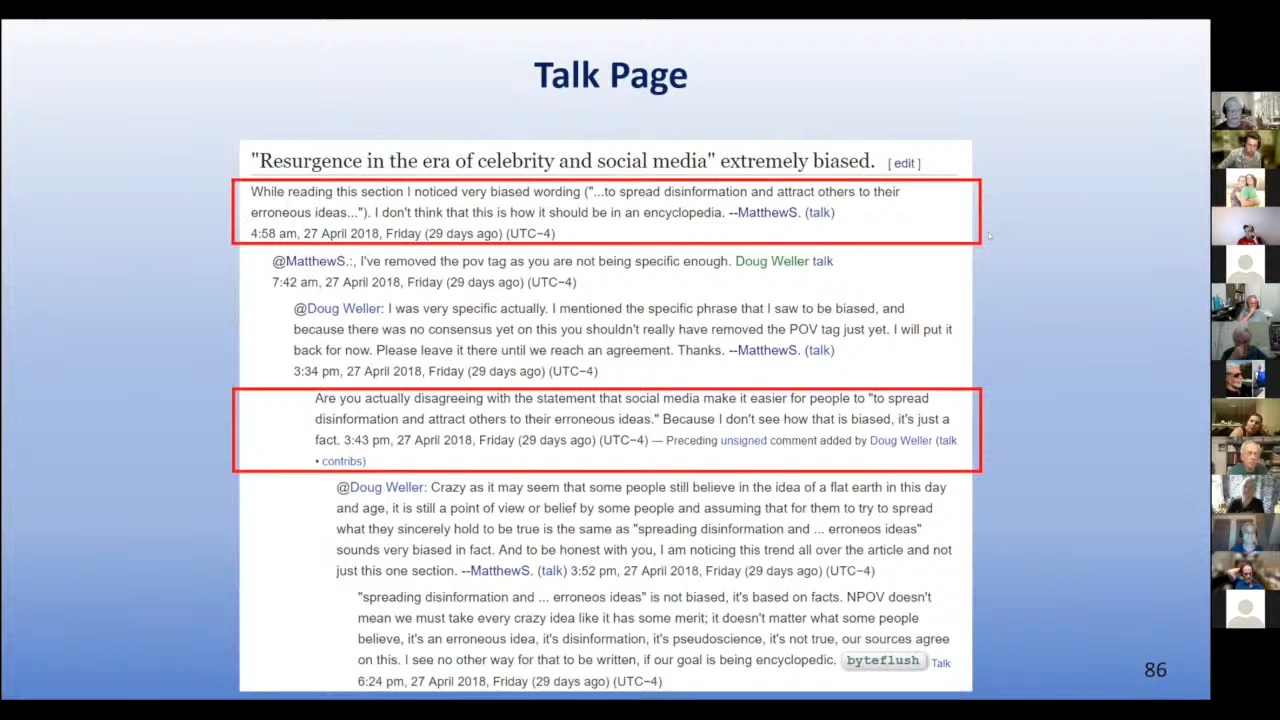 Talk Page
"Resurgence in the era of celebrity and social media" extremely biased. [ edit ]
While reading this section I noticed very biased wording ("...to spread disinformation and attract others to their
erroneous ideas..."). I don't think that this is how it should be in an encyclopedia. --MatthewS. (talk)
4:58 am, 27 April 2018, Friday (29 days ago) (UTC−4)
@MatthewS.:, I've removed the pov tag as you are not being specific enough. Doug Weller talk
7:42 am, 27 April 2018, Friday (29 days ago) (UTC−4)
@Doug Weller: I was very specific actually. I mentioned the specific phrase that I saw to be biased, and
because there was no consensus yet on this you shouldn't really have removed the POV tag just yet. I will put it
back for now. Please leave it there until we reach an agreement. Thanks. --MatthewS. (talk)
3:34 pm, 27 April 2018, Friday (29 days ago) (UTC−4)
Are you actually disagreeing with the statement that social media make it easier for people to "to spread
disinformation and attract others to their erroneous ideas." Because I don't see how that is biased, it's just a
fact. 3:43 pm, 27 April 2018, Friday (29 days ago) (UTC−4) — Preceding unsigned comment added by Doug Weller (talk
• contribs)
@Doug Weller: Crazy as it may seem that some people still believe in the idea of a flat earth in this day
and age, it is still a point of view or belief by some people and assuming that for them to try to spread
what they sincerely hold to be true is the same as "spreading disinformation and ... erroneos ideas"
sounds very biased in fact. And to be honest with you, I am noticing this trend all over the article and not
just this one section. --MatthewS. (talk) 3:52 pm, 27 April 2018, Friday (29 days ago) (UTC−4)
"spreading disinformation and ... erroneos ideas" is not biased, it's based on facts. NPOV doesn't
mean we must take every crazy idea like it has some merit; it doesn't matter what some people
believe, it's an erroneous idea, it's disinformation, it's pseudoscience, it's not true, our sources agree
on this. I see no other way for that to be written, if our goal is being encyclopedic. byteflush Talk
6:24 pm, 27 April 2018, Friday (29 days ago) (UTC−4)
86